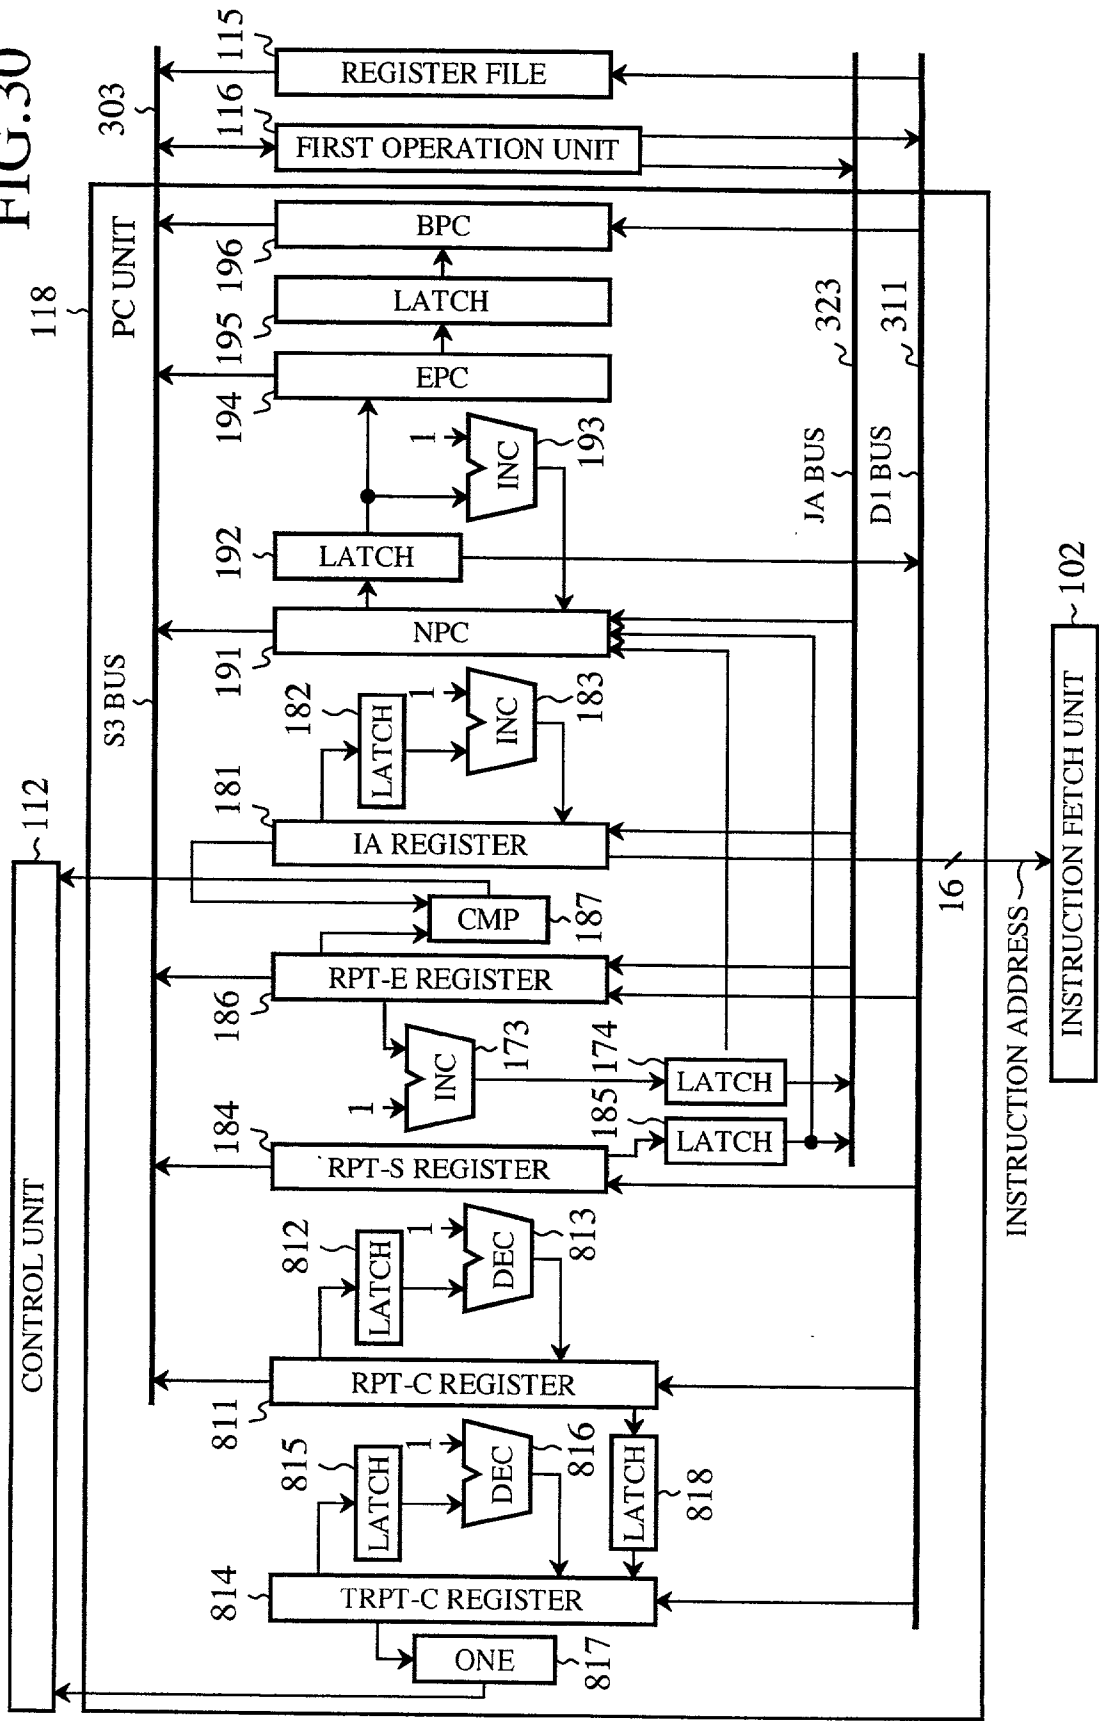 FIG.30
112
CONTROL UNIT
118
PC UNIT
S3 BUS
303
814
TRPT-C REGISTER
ONE
817
815
LATCH
1
DEC
816
LATCH
818
811
RPT-C REGISTER
812
LATCH
1
DEC
813
184
RPT-S REGISTER
185
LATCH
1
INC
173
174
LATCH
186
RPT-E REGISTER
CMP
187
181
IA REGISTER
182
LATCH
1
INC
183
191
NPC
192
LATCH
1
INC
193
194
EPC
195
LATCH
196
BPC
116
FIRST OPERATION UNIT
115
REGISTER FILE
JA BUS
323
D1 BUS
311
16
INSTRUCTION ADDRESS
INSTRUCTION FETCH UNIT
102